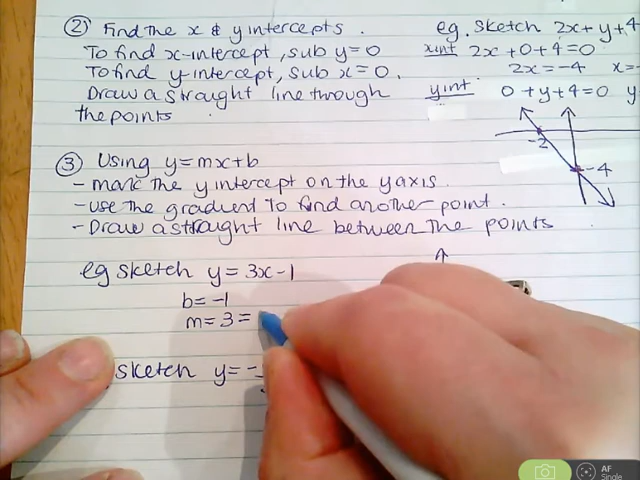 ② Find the x & y intercepts.
To find x-intercept, sub y=0
To find y-intercept, sub x=0.
Draw a straight line through
the points
eg. sketch 2x+y+4
xint 2x+0+4=0
2x=-4 x=-
yint 0+y+4=0 y
-2
-4
③ Using y=mx+b
- mark the y intercept on the y axis.
- use the gradient to find another point.
- Draw a straight line between the points
eg sketch y=3x-1
b=-1
m=3=
sketch y=-
AF
Single